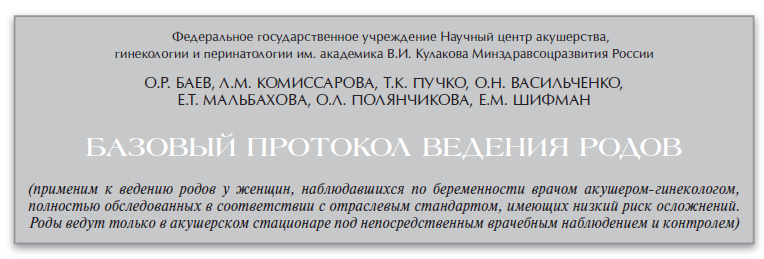 Федеральное государственное учреждение Научный центр акушерства,
гинекологии и перинатологии им. академика В.И. Кулакова Минздравсоцразвития России
О.Р. БАЕВ, Л.М. КОМИССАРОВА, Т.К. ПУЧКО, О.Н. ВАСИЛЬЧЕНКО,
Е.Т. МАЛЬБАХОВА, О.Л. ПОЛЯНЧИКОВА, Е.М. ШИФМАН
БАЗОВЫЙ ПРОТОКОЛ ВЕДЕНИЯ РОДОВ
(применим к ведению родов у женщин, наблюдавшихся по беременности врачом акушером-гинекологом,
полностью обследованных в соответствии с отраслевым стандартом, имеющих низкий риск осложнений.
Роды ведут только в акушерском стационаре под непосредственным врачебным наблюдением и контролем)